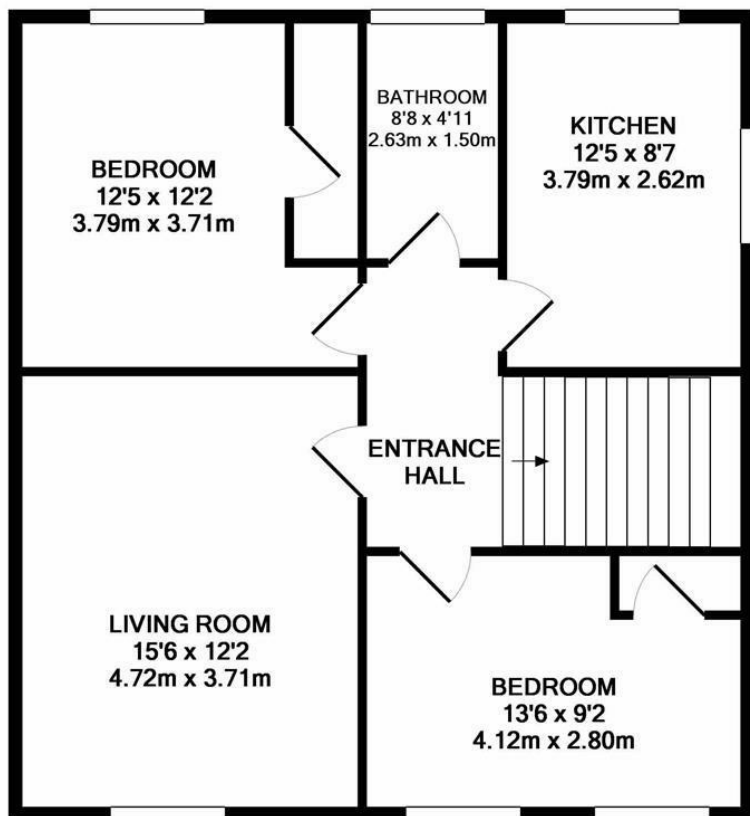 BEDROOM
12'5 x 12'2
3.79m x 3.71m
BATHROOM
8'8 x 4'11
2.63m x 1.50m
KITCHEN
12'5 x 8'7
3.79m x 2.62m
ENTRANCE
HALL
LIVING ROOM
15'6 x 12'2
4.72m x 3.71m
BEDROOM
13'6 x 9'2
4.12m x 2.80m